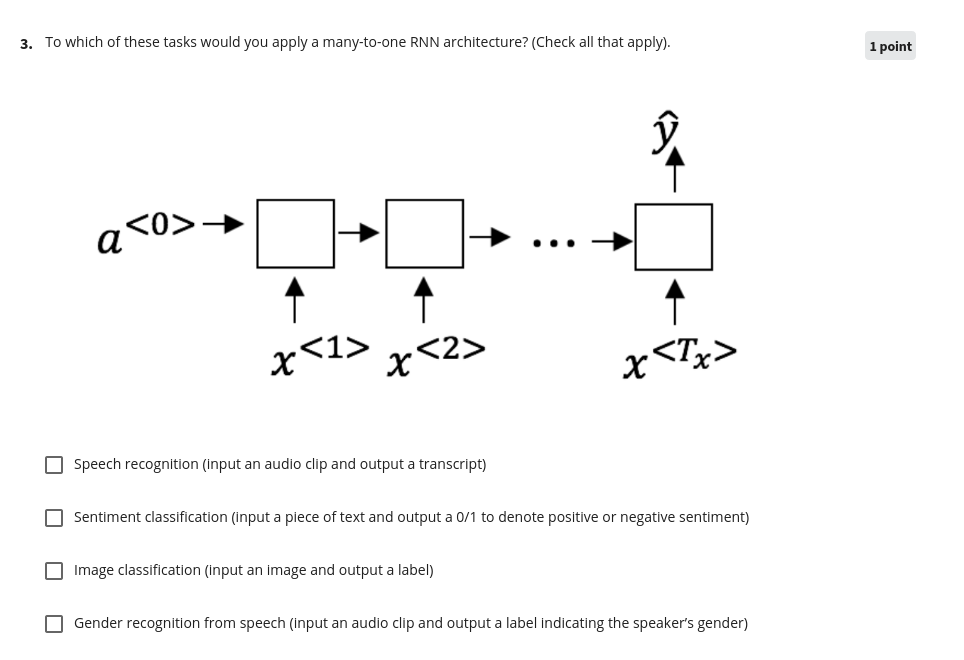 3. To which of these tasks would you apply a many-to-one RNN architecture? (Check all that apply).
1 point
ŷ
a<0>
x<1> x<2> ... x<Tx>
Speech recognition (input an audio clip and output a transcript)
Sentiment classification (input a piece of text and output a 0/1 to denote positive or negative sentiment)
Image classification (input an image and output a label)
Gender recognition from speech (input an audio clip and output a label indicating the speaker’s gender)